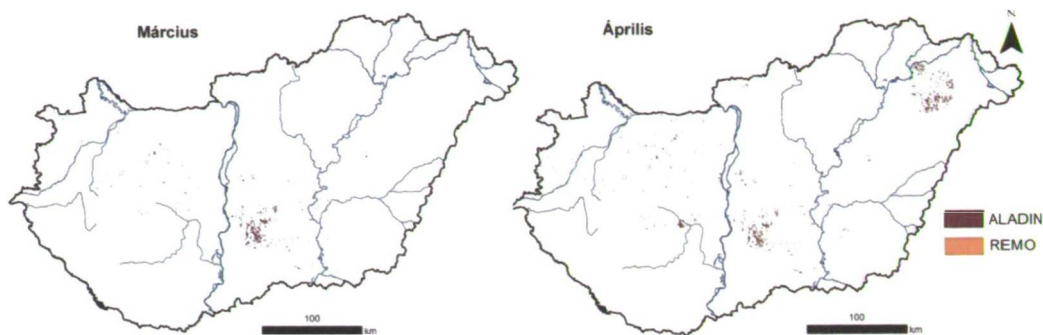 Március
Április
N
ALADIN
REMO
100
km
100
km